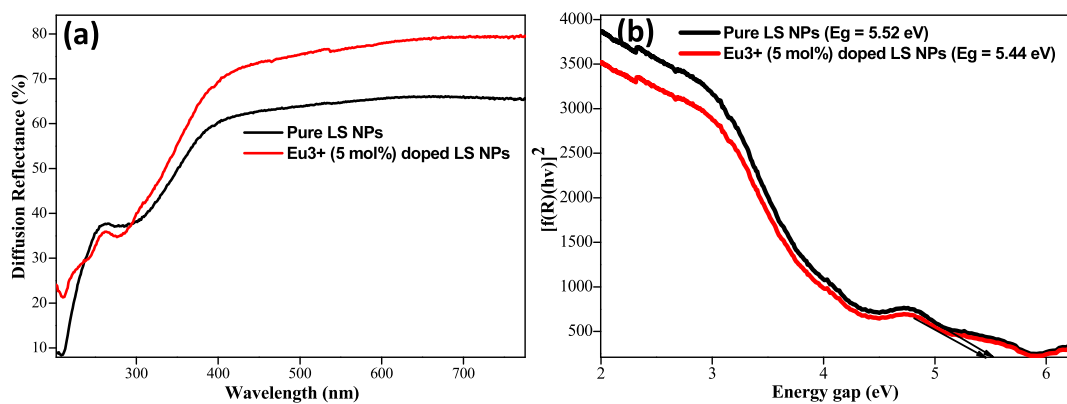 (a)
80
70
60
50
40
30
20
10
Diffusion Reflectance (%)
Pure LS NPs
Eu3+ (5 mol%) doped LS NPs
300
400
500
600
700
Wavelength (nm)
(b)
4000
3500
3000
2500
2000
1500
1000
500
[f(R)(hν)]²
Pure LS NPs (Eg = 5.52 eV)
Eu3+ (5 mol%) doped LS NPs (Eg = 5.44 eV)
2
3
4
5
6
Energy gap (eV)